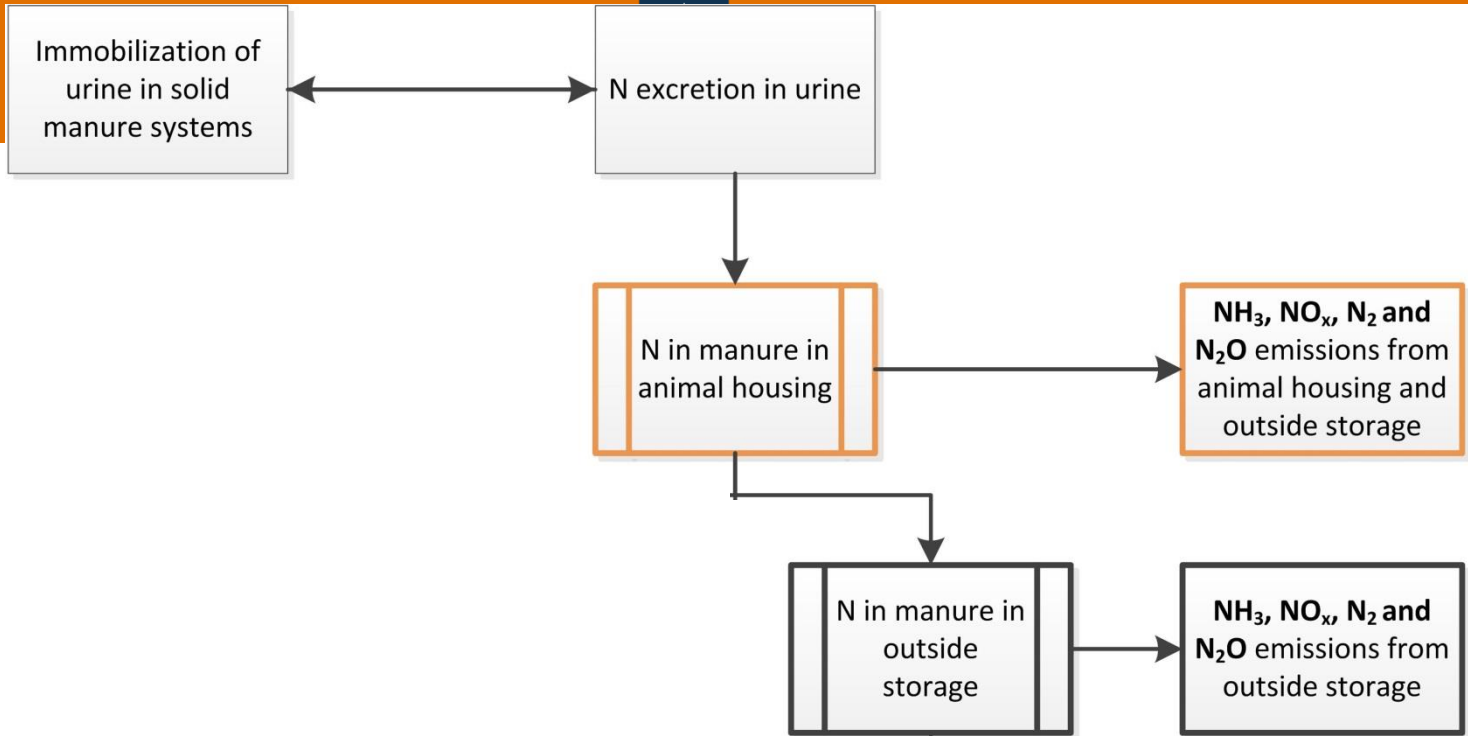 Immobilization of
urine in solid
manure systems
N excretion in urine
N in manure in
animal housing
NH₃, NOₓ, N₂ and
N₂O emissions from
animal housing and
outside storage
N in manure in
outside
storage
NH₃, NOₓ, N₂ and
N₂O emissions from
outside storage